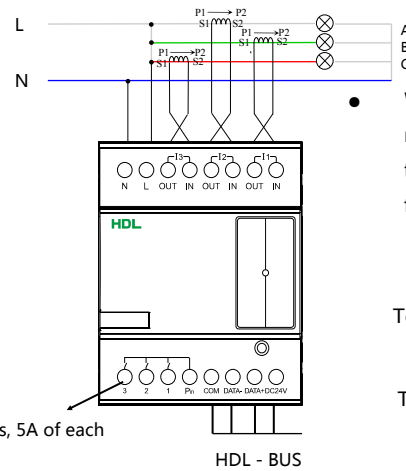 L
P1 P2
S1 S2
P1 P2
S1 S2
P1 P2
S1 S2
N
I3 I2 I1
N L OUT IN OUT IN OUT IN
HDL
3 2 1 Pin COM DATA- DATA+ DC24V
, 5A of each
HDL - BUS